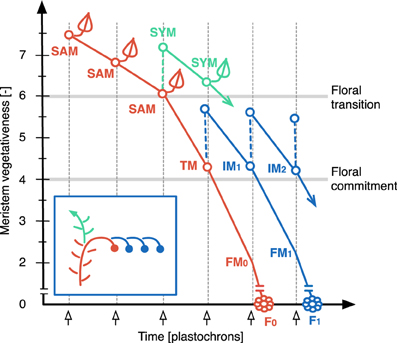 Meristem vegetativeness [-]
7
6
5
4
3
2
0
SAM
SAM
SAM
SYM
SYM
TM
IM1
IM2
FM0
FM1
F0
F1
Floral
transition
Floral
commitment
Time [plastochrons]